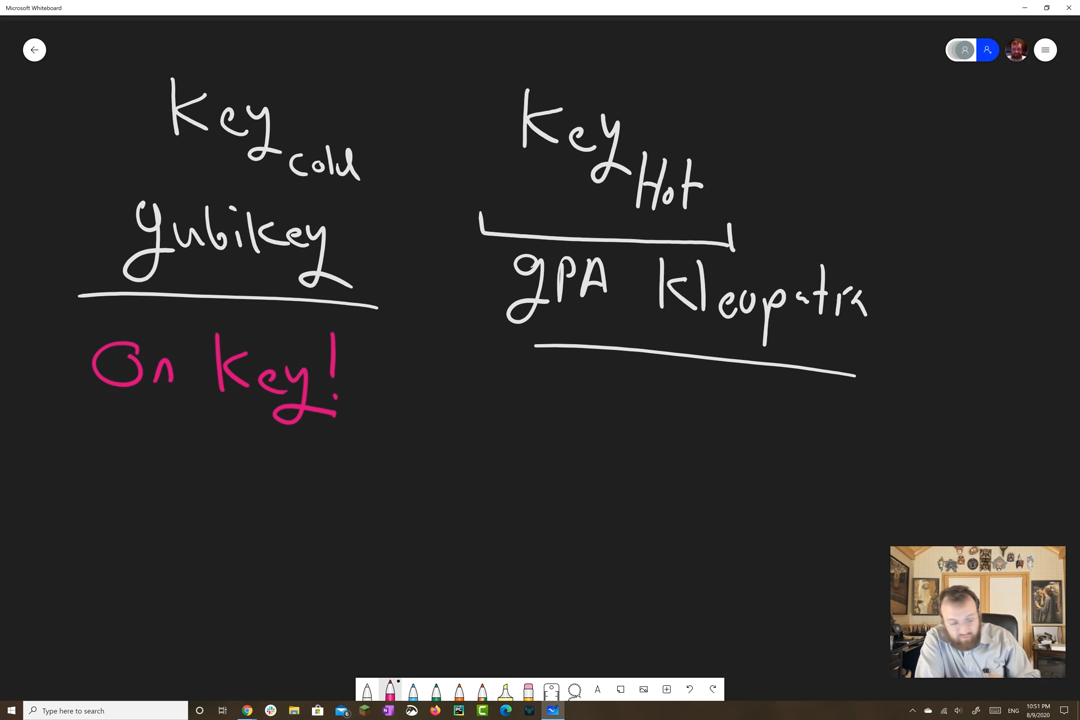 Microsoft Whiteboard
Key cold
Yubikey
On Key!
Key Hot
GPA Kleopatra
A
Type here to search
ENG
10:51 PM
8/9/2020